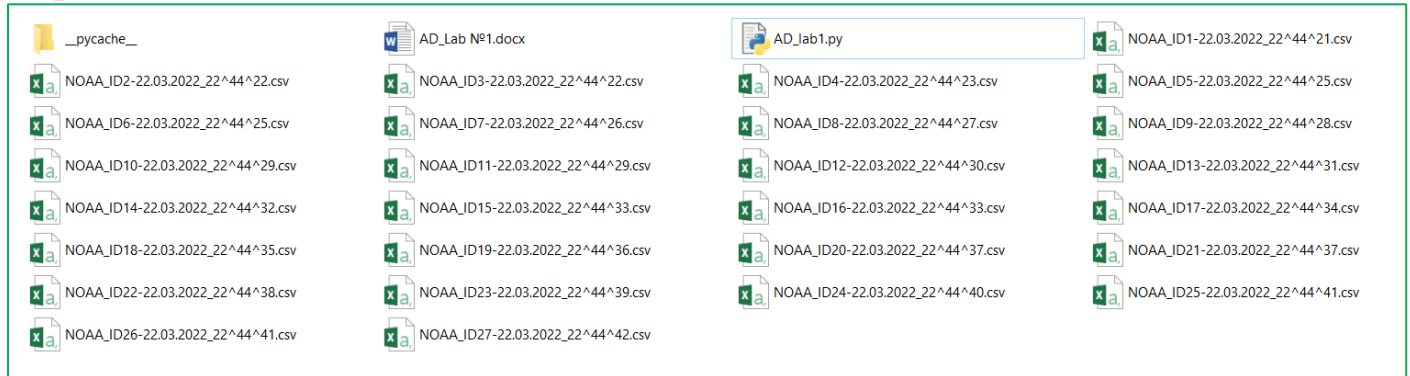 __pycache__ AD_Lab №1.docx AD_lab1.py NOAA_ID1-22.03.2022_22^44^21.csv
NOAA_ID2-22.03.2022_22^44^22.csv NOAA_ID3-22.03.2022_22^44^22.csv NOAA_ID4-22.03.2022_22^44^23.csv NOAA_ID5-22.03.2022_22^44^25.csv
NOAA_ID6-22.03.2022_22^44^25.csv NOAA_ID7-22.03.2022_22^44^26.csv NOAA_ID8-22.03.2022_22^44^27.csv NOAA_ID9-22.03.2022_22^44^28.csv
NOAA_ID10-22.03.2022_22^44^29.csv NOAA_ID11-22.03.2022_22^44^29.csv NOAA_ID12-22.03.2022_22^44^30.csv NOAA_ID13-22.03.2022_22^44^31.csv
NOAA_ID14-22.03.2022_22^44^32.csv NOAA_ID15-22.03.2022_22^44^33.csv NOAA_ID16-22.03.2022_22^44^33.csv NOAA_ID17-22.03.2022_22^44^34.csv
NOAA_ID18-22.03.2022_22^44^35.csv NOAA_ID19-22.03.2022_22^44^36.csv NOAA_ID20-22.03.2022_22^44^37.csv NOAA_ID21-22.03.2022_22^44^37.csv
NOAA_ID22-22.03.2022_22^44^38.csv NOAA_ID23-22.03.2022_22^44^39.csv NOAA_ID24-22.03.2022_22^44^40.csv NOAA_ID25-22.03.2022_22^44^41.csv
NOAA_ID26-22.03.2022_22^44^41.csv NOAA_ID27-22.03.2022_22^44^42.csv